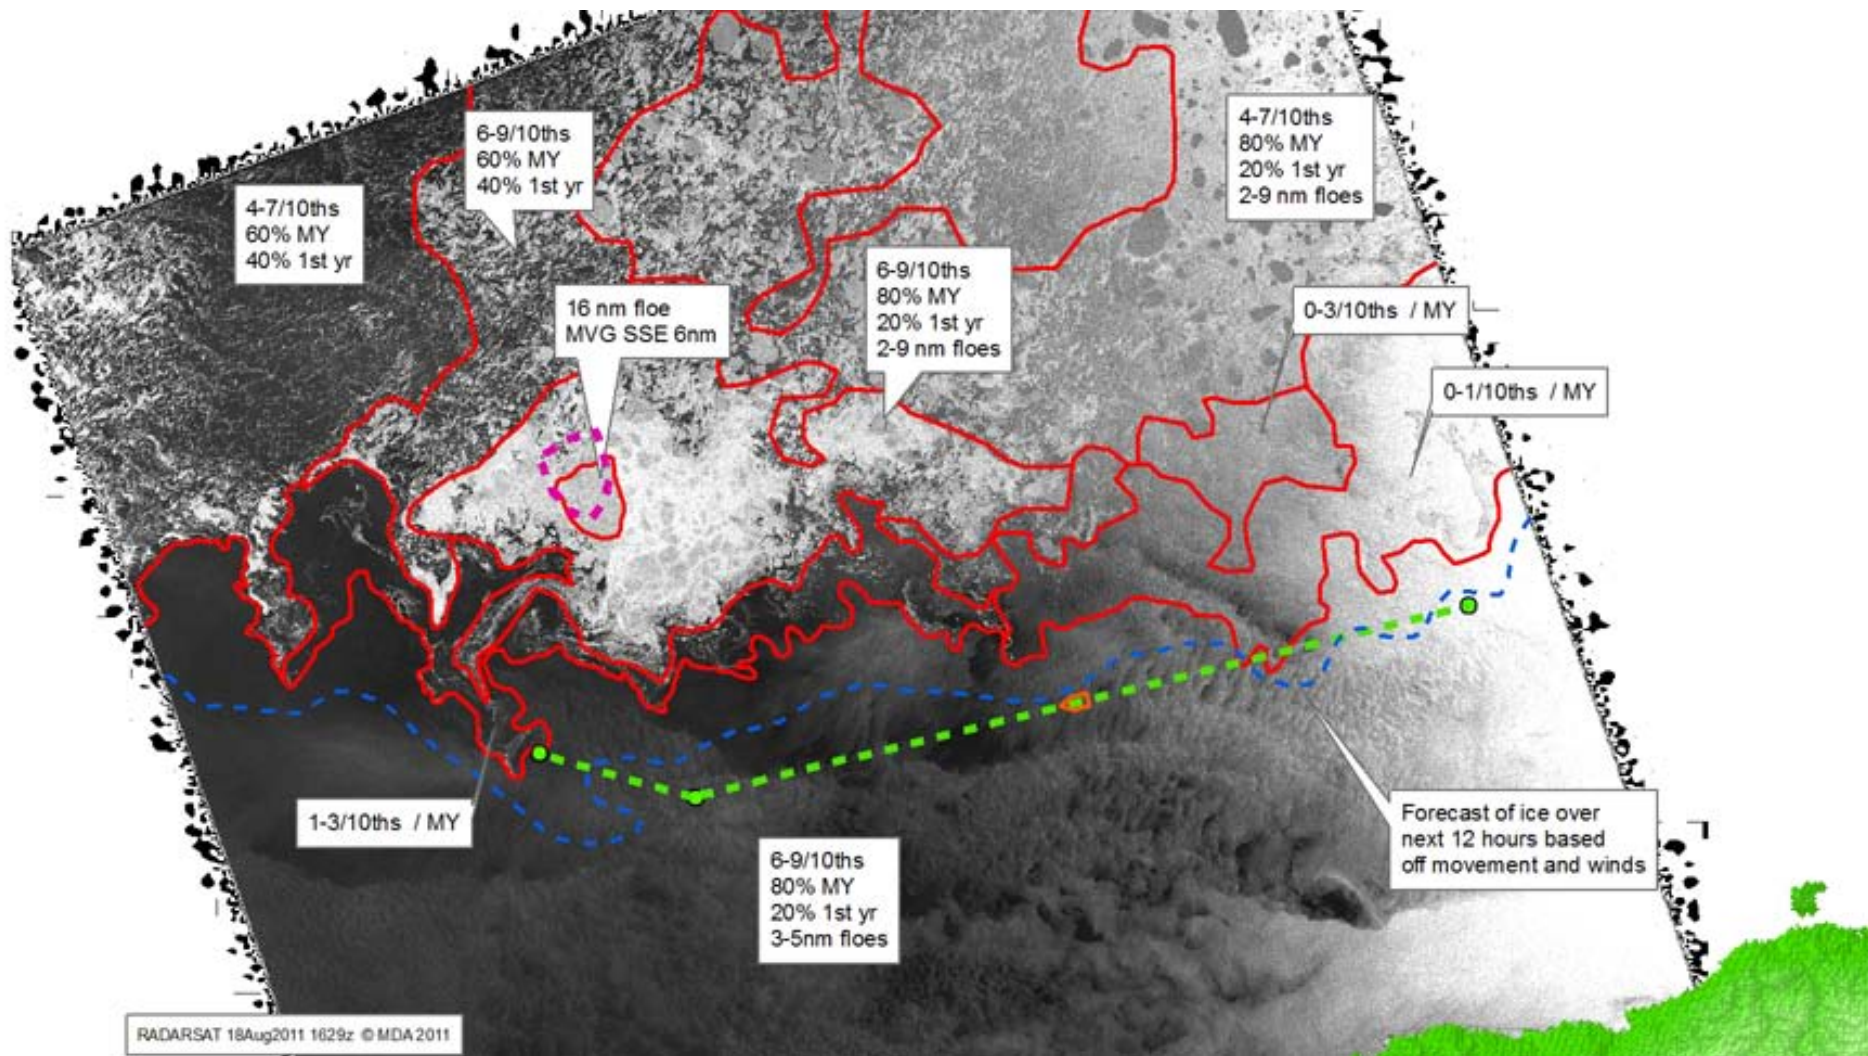 6-9/10ths
60% MY
40% 1st yr
4-7/10ths
80% MY
20% 1st yr
2-9 nm floes
4-7/10ths
60% MY
40% 1st yr
6-9/10ths
80% MY
20% 1st yr
2-9 nm floes
16 nm floe
MVG SSE 6nm
0-3/10ths / MY
0-1/10ths / MY
1-3/10ths / MY
Forecast of ice over
next 12 hours based
off movement and winds
6-9/10ths
80% MY
20% 1st yr
3-5nm floes
RADARSAT 18Aug2011 1629z © MDA 2011